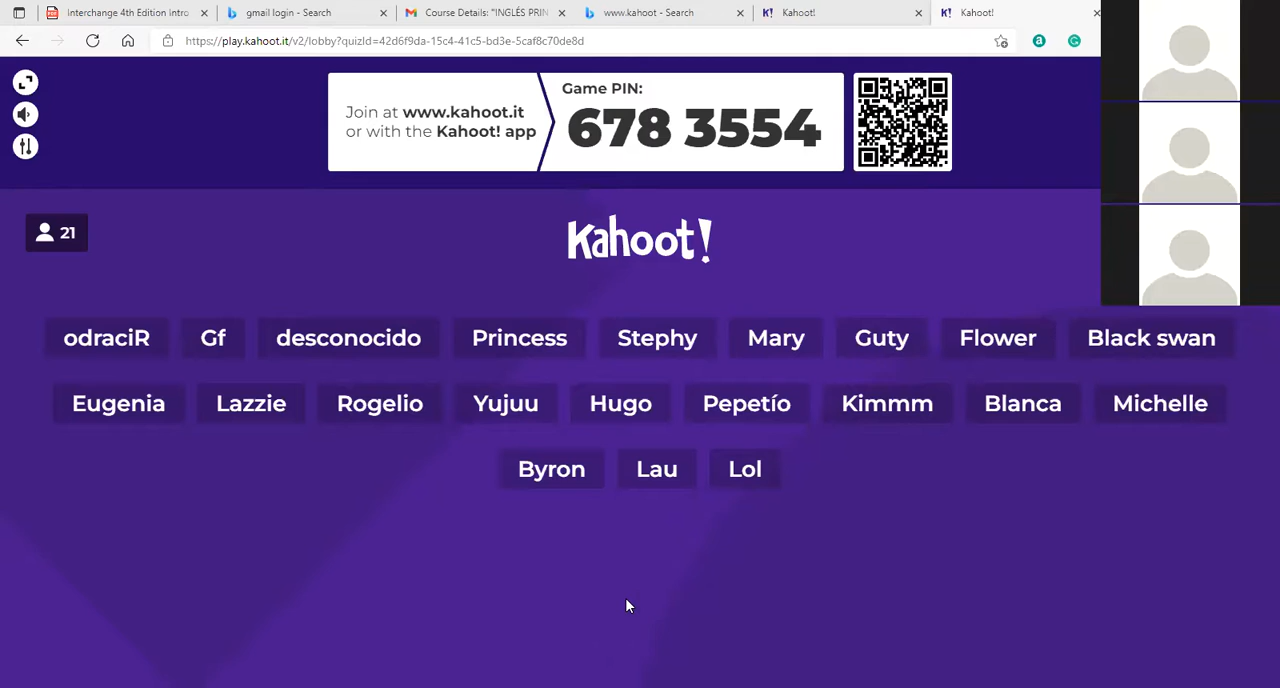 Interchange 4th Edition Intro
gmail login - Search
Course Details: "INGLÉS PRIN
www.kahoot - Search
K! Kahoot!
K! Kahoot!
https://play.kahoot.it/v2/lobby?quizId=42d6f9da-15c4-41c5-bd3e-5caf8c70de8d
Join at www.kahoot.it
or with the Kahoot! app
Game PIN:
678 3554
21
Kahoot!
odraciR Gf desconocido Princess Stephy Mary Guty Flower Black swan
Eugenia Lazzie Rogelio Yujuu Hugo Pepetío Kimmm Blanca Michelle
Byron Lau Lol